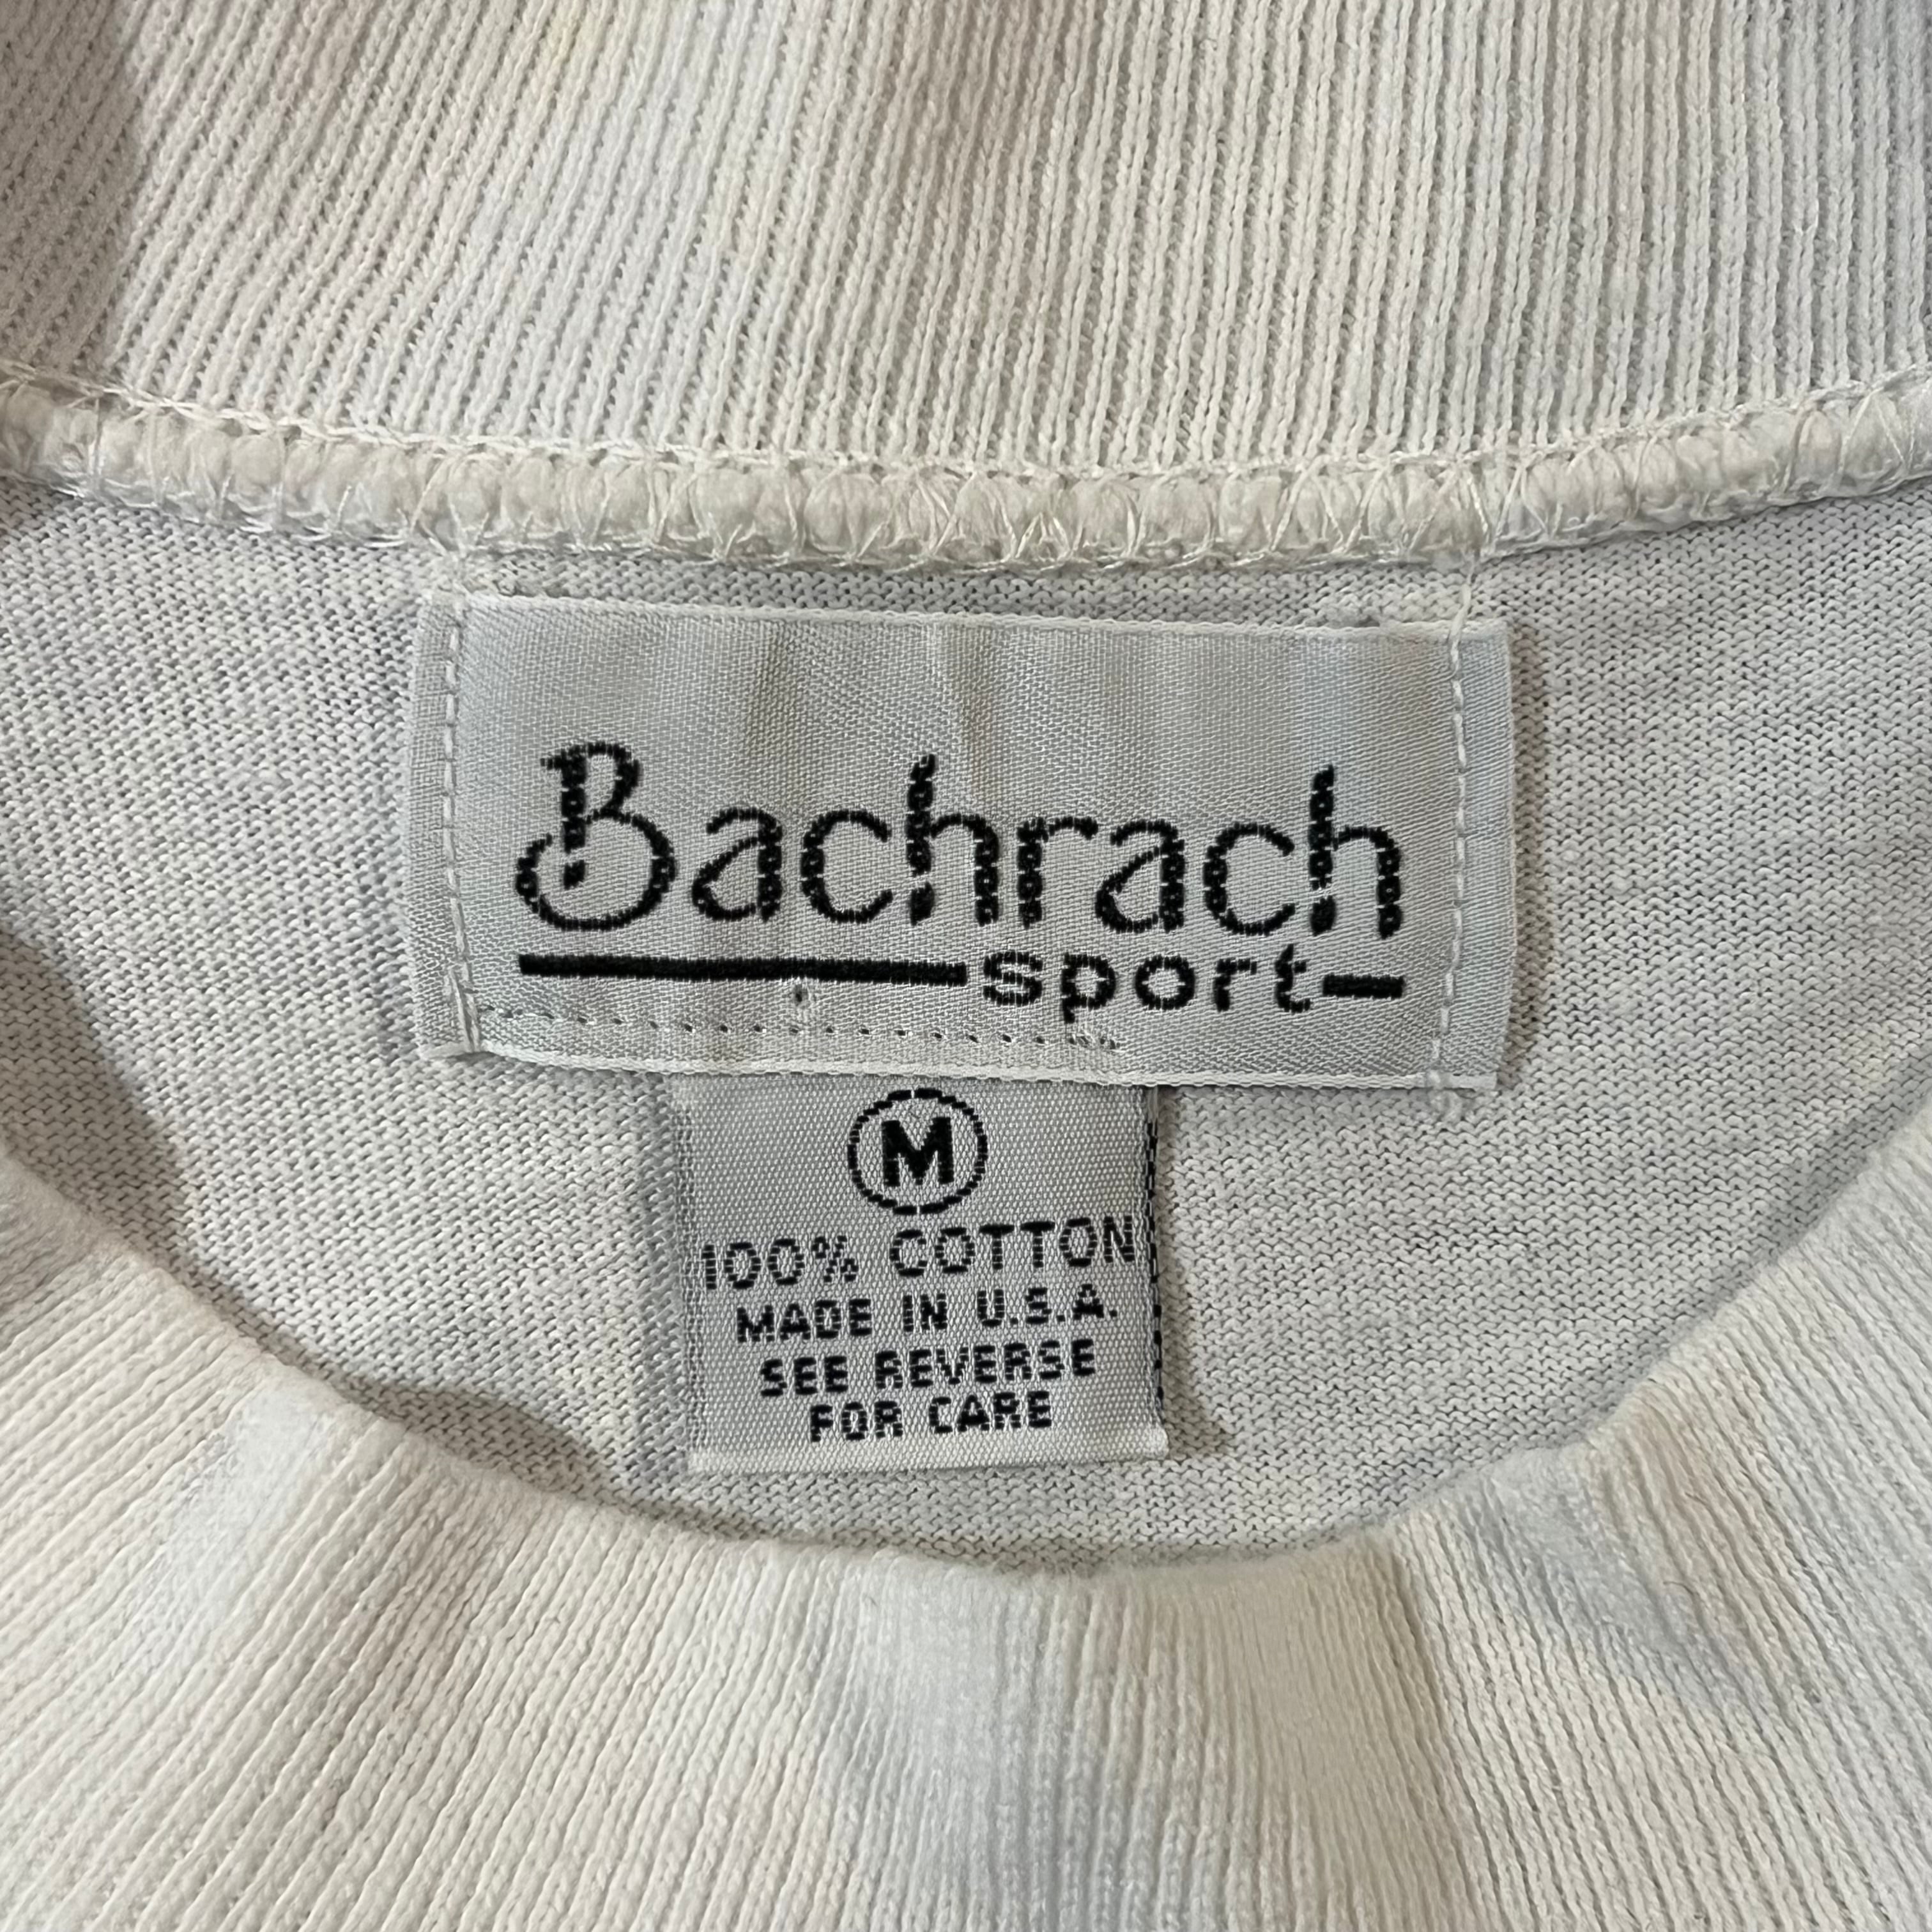 Bachrach
sport
M
100% COTTON
MADE IN U.S.A.
SEE REVERSE
FOR CARE